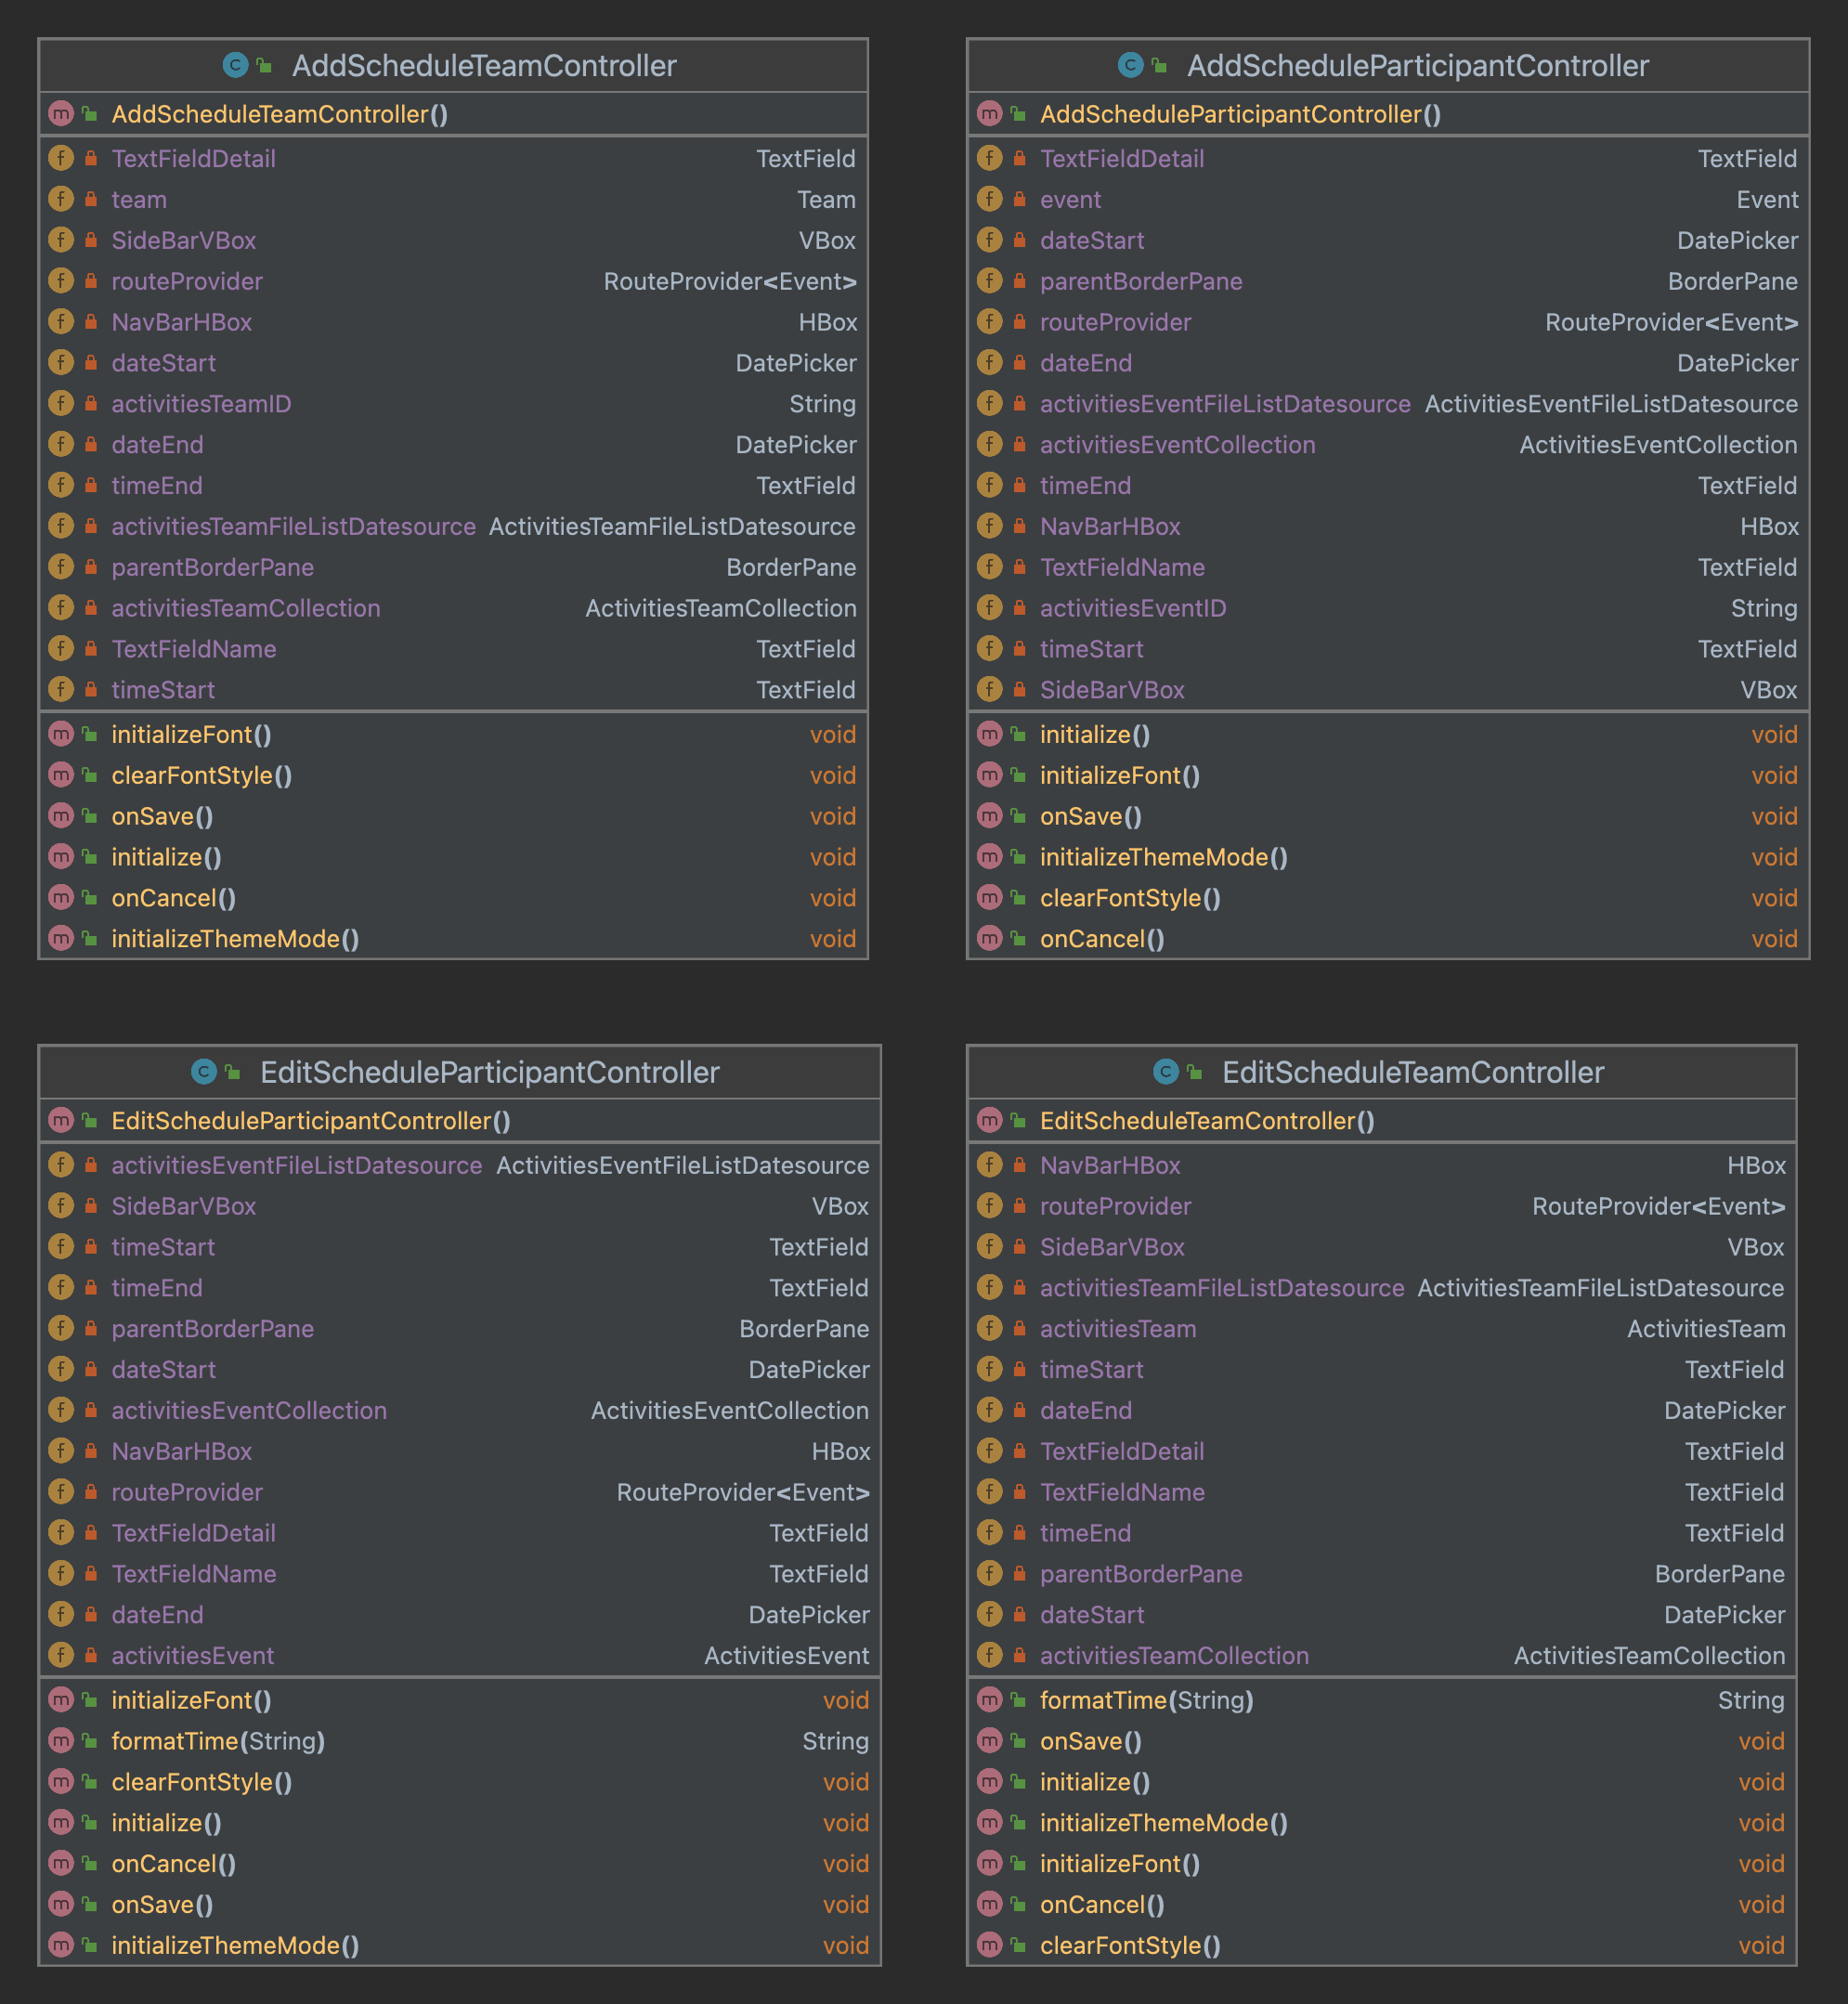 AddScheduleTeamController
AddScheduleTeamController()
TextFieldDetail TextField
team Team
SideBarVBox VBox
routeProvider RouteProvider<Event>
NavBarHBox HBox
dateStart DatePicker
activitiesTeamID String
dateEnd DatePicker
timeEnd TextField
activitiesTeamFileListDatesource ActivitiesTeamFileListDatesource
parentBorderPane BorderPane
activitiesTeamCollection ActivitiesTeamCollection
TextFieldName TextField
timeStart TextField
initializeFont() void
clearFontStyle() void
onSave() void
initialize() void
onCancel() void
initializeThemeMode() void
AddScheduleParticipantController
AddScheduleParticipantController()
TextFieldDetail TextField
event Event
dateStart DatePicker
parentBorderPane BorderPane
routeProvider RouteProvider<Event>
dateEnd DatePicker
activitiesEventFileListDatesource ActivitiesEventFileListDatesource
activitiesEventCollection ActivitiesEventCollection
timeEnd TextField
NavBarHBox HBox
TextFieldName TextField
activitiesEventID String
timeStart TextField
SideBarVBox VBox
initialize() void
initializeFont() void
onSave() void
initializeThemeMode() void
clearFontStyle() void
onCancel() void
EditScheduleParticipantController
EditScheduleParticipantController()
activitiesEventFileListDatesource ActivitiesEventFileListDatesource
SideBarVBox VBox
timeStart TextField
timeEnd TextField
parentBorderPane BorderPane
dateStart DatePicker
activitiesEventCollection ActivitiesEventCollection
NavBarHBox HBox
routeProvider RouteProvider<Event>
TextFieldDetail TextField
TextFieldName TextField
dateEnd DatePicker
activitiesEvent ActivitiesEvent
initializeFont() void
formatTime(String) String
clearFontStyle() void
initialize() void
onCancel() void
onSave() void
initializeThemeMode() void
EditScheduleTeamController
EditScheduleTeamController()
NavBarHBox HBox
routeProvider RouteProvider<Event>
SideBarVBox VBox
activitiesTeamFileListDatesource ActivitiesTeamFileListDatesource
activitiesTeam ActivitiesTeam
timeStart TextField
dateEnd DatePicker
TextFieldDetail TextField
TextFieldName TextField
timeEnd TextField
parentBorderPane BorderPane
dateStart DatePicker
activitiesTeamCollection ActivitiesTeamCollection
formatTime(String) String
onSave() void
initialize() void
initializeThemeMode() void
initializeFont() void
onCancel() void
clearFontStyle() void